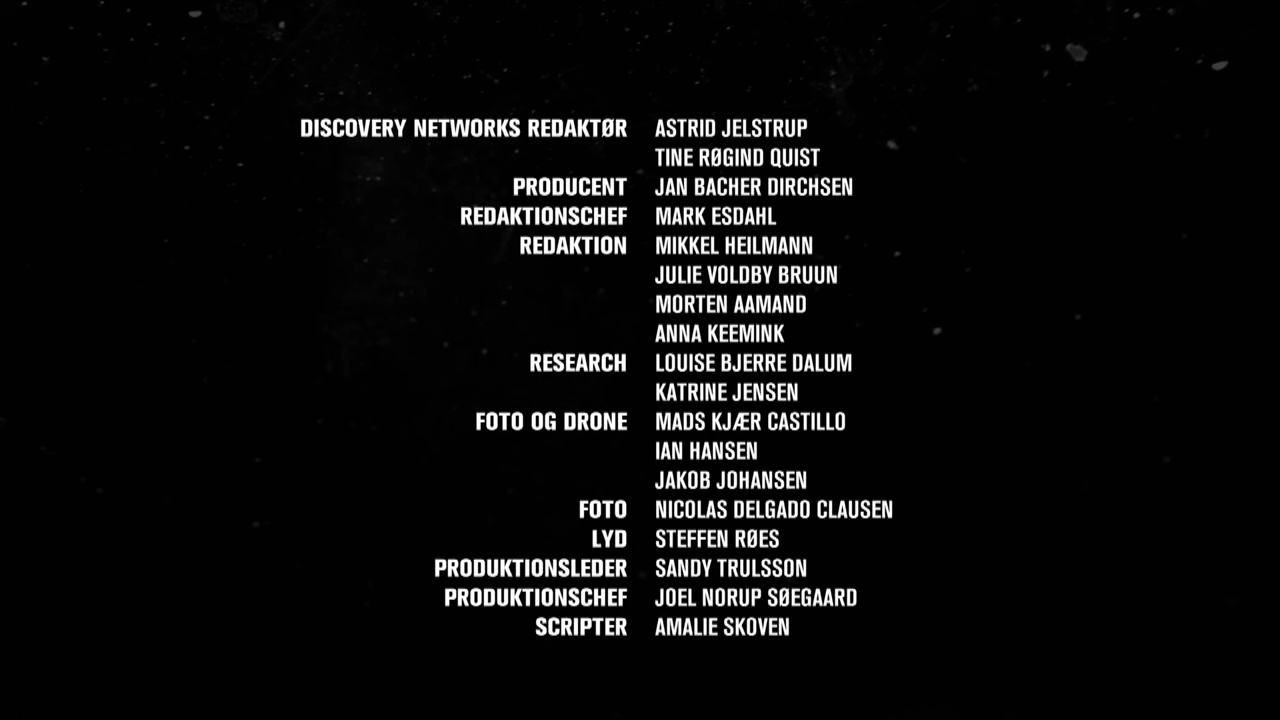 DISCOVERY NETWORKS REDAKTØR ASTRID JELSTRUP
TINE RØGIND QUIST
PRODUCENT JAN BACHER DIRCHSEN
REDAKTIONSCHEF MARK ESDAHL
REDAKTION MIKKEL HEILMANN
JULIE VOLDBY BRUUN
MORTEN AAMAND
ANNA KEEMINK
RESEARCH LOUISE BJERRE DALUM
KATRINE JENSEN
FOTO OG DRONE MADS KJÆR CASTILLO
IAN HANSEN
JAKOB JOHANSEN
FOTO NICOLAS DELGADO CLAUSEN
LYD STEFFEN RØES
PRODUKTIONSLEDER SANDY TRULSSON
PRODUKTIONSCHEF JOEL NORUP SØEGAARD
SCRIPTER AMALIE SKOVEN